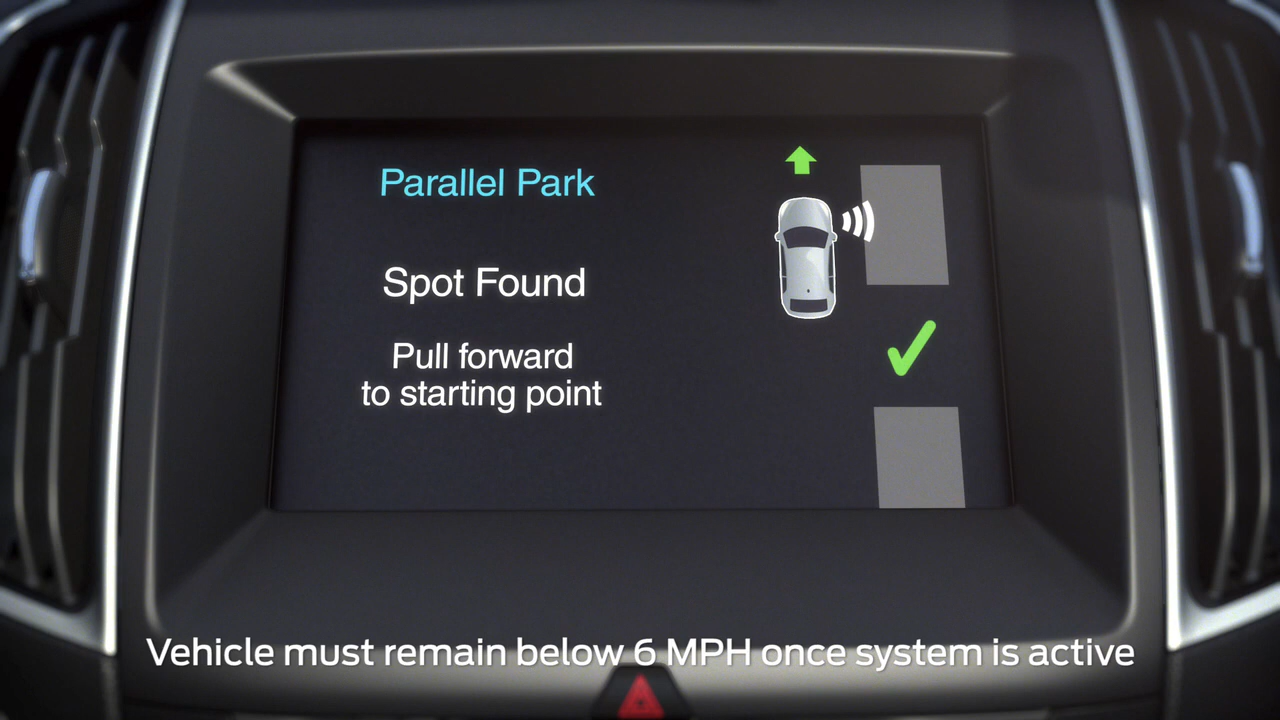 Parallel Park
Spot Found
Pull forward
to starting point
Vehicle must remain below 6 MPH once system is active